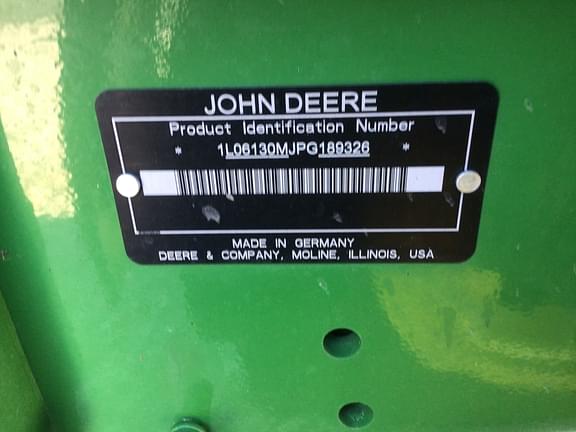 JOHN DEERE
Product Identification Number
* 1L06130MJPG189326 *
MADE IN GERMANY
DEERE & COMPANY, MOLINE, ILLINOIS, USA